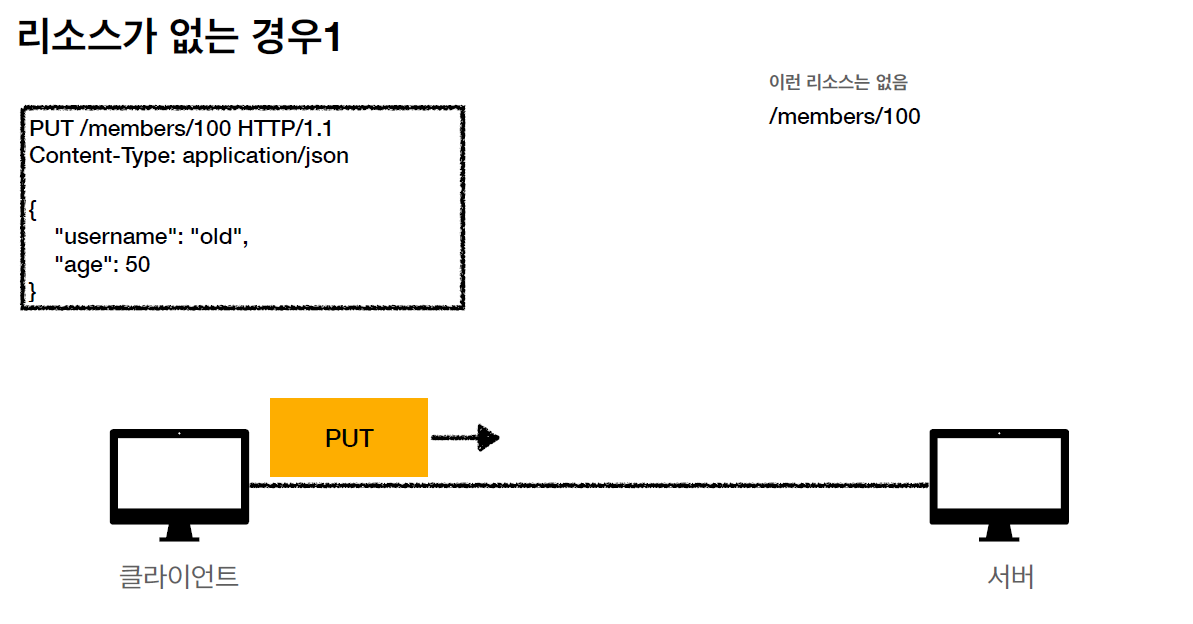 리소스가 없는 경우1
이런 리소스는 없음
/members/100
PUT /members/100 HTTP/1.1
Content-Type: application/json
{
"username": "old",
"age": 50
}
PUT
클라이언트
서버